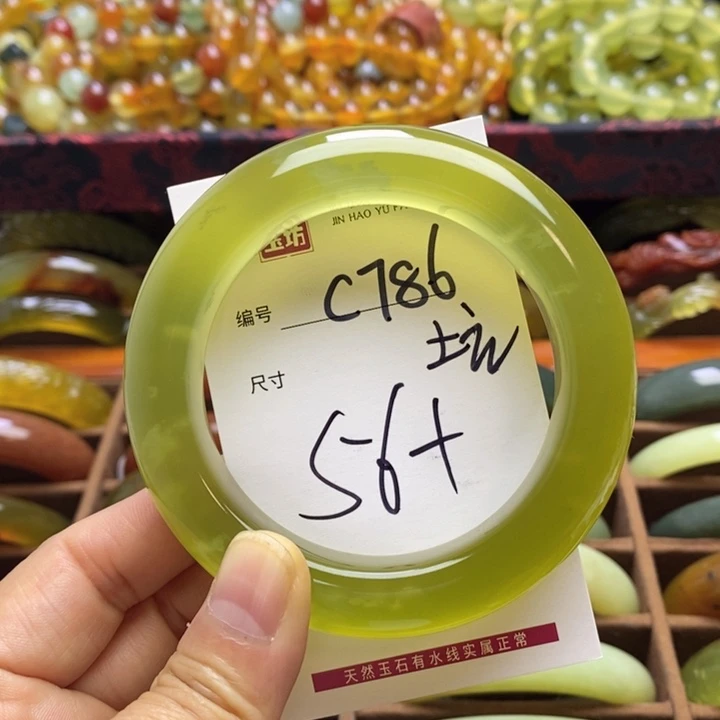 玉坊
JIN HAO YU FA
编号 C786
尺寸
56+
天然玉石有水线实属正常